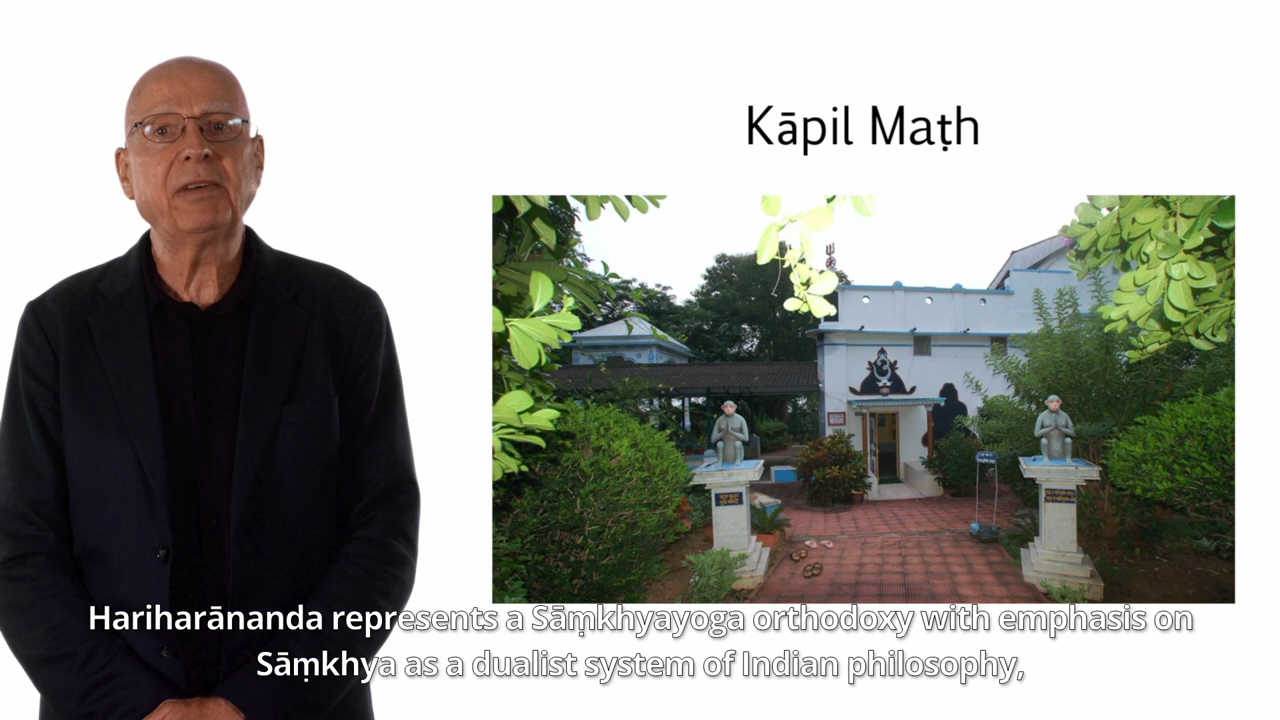 Kāpil Maṭh
Hariharānanda represents a Sāṃkhyayoga orthodoxy with emphasis on
Sāṃkhya as a dualist system of Indian philosophy,